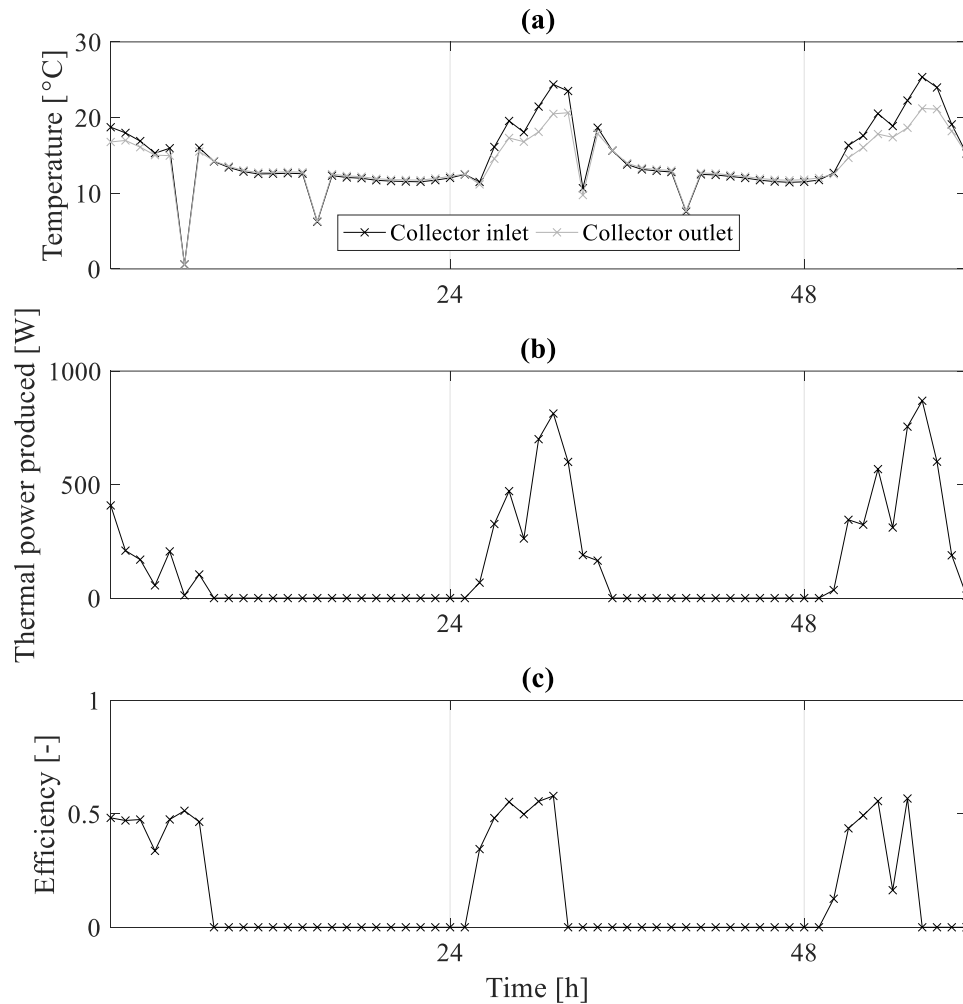 (a)
30
20
10
0
Temperature [°C]
Collector inlet
Collector outlet
24
48
(b)
1000
500
0
Thermal power produced [W]
24
48
(c)
1
0.5
0
Efficiency [-]
24
48
Time [h]